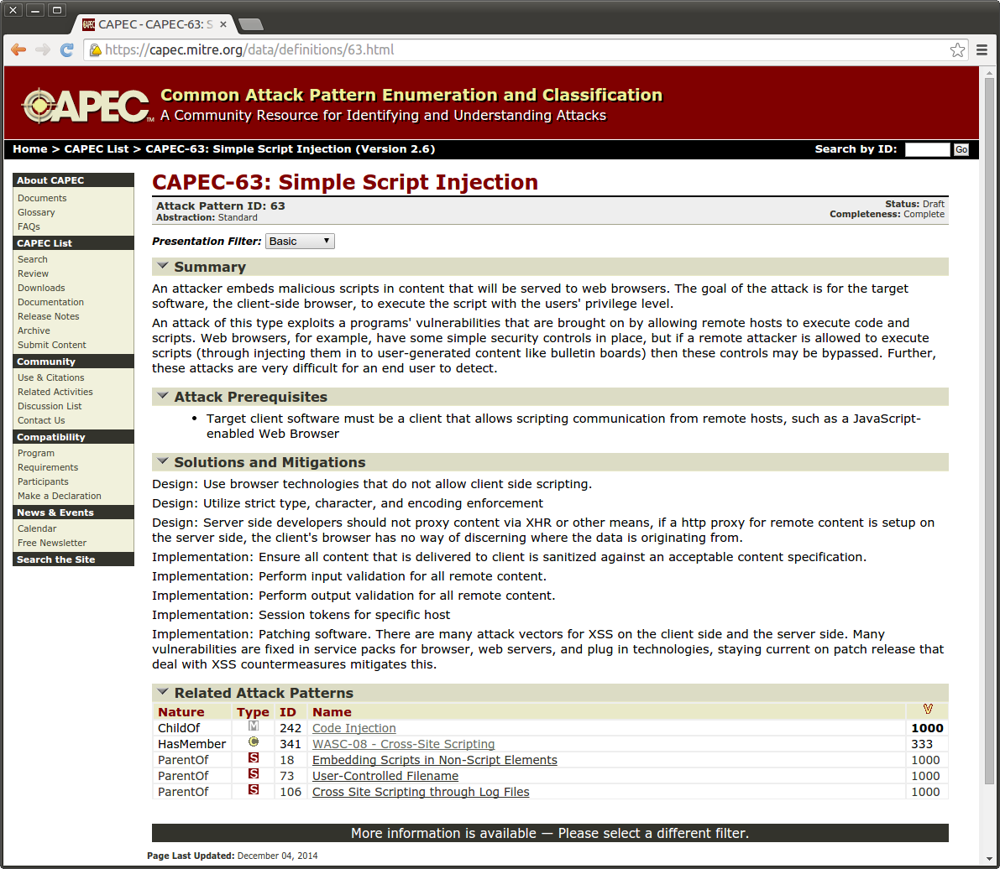 CAPEC - CAPEC-63: S
https://capec.mitre.org/data/definitions/63.html
CAPEC™
Common Attack Pattern Enumeration and Classification
A Community Resource for Identifying and Understanding Attacks
Home > CAPEC List > CAPEC-63: Simple Script Injection (Version 2.6)
Search by ID:
Go
About CAPEC
Documents
Glossary
FAQs
CAPEC List
Search
Review
Downloads
Documentation
Release Notes
Archive
Submit Content
Community
Use & Citations
Related Activities
Discussion List
Contact Us
Compatibility
Program
Requirements
Participants
Make a Declaration
News & Events
Calendar
Free Newsletter
Search the Site
CAPEC-63: Simple Script Injection
Attack Pattern ID: 63
Abstraction: Standard
Status: Draft
Completeness: Complete
Presentation Filter: Basic
Summary
An attacker embeds malicious scripts in content that will be served to web browsers. The goal of the attack is for the target
software, the client-side browser, to execute the script with the users' privilege level.
An attack of this type exploits a programs' vulnerabilities that are brought on by allowing remote hosts to execute code and
scripts. Web browsers, for example, have some simple security controls in place, but if a remote attacker is allowed to execute
scripts (through injecting them in to user-generated content like bulletin boards) then these controls may be bypassed. Further,
these attacks are very difficult for an end user to detect.
Attack Prerequisites
• Target client software must be a client that allows scripting communication from remote hosts, such as a JavaScript-
enabled Web Browser
Solutions and Mitigations
Design: Use browser technologies that do not allow client side scripting.
Design: Utilize strict type, character, and encoding enforcement
Design: Server side developers should not proxy content via XHR or other means, if a http proxy for remote content is setup on
the server side, the client's browser has no way of discerning where the data is originating from.
Implementation: Ensure all content that is delivered to client is sanitized against an acceptable content specification.
Implementation: Perform input validation for all remote content.
Implementation: Perform output validation for all remote content.
Implementation: Session tokens for specific host
Implementation: Patching software. There are many attack vectors for XSS on the client side and the server side. Many
vulnerabilities are fixed in service packs for browser, web servers, and plug in technologies, staying current on patch release that
deal with XSS countermeasures mitigates this.
Related Attack Patterns
Nature Type ID Name V
ChildOf M 242 Code Injection 1000
HasMember C 341 WASC-08 - Cross-Site Scripting 333
ParentOf S 18 Embedding Scripts in Non-Script Elements 1000
ParentOf S 73 User-Controlled Filename 1000
ParentOf S 106 Cross Site Scripting through Log Files 1000
More information is available — Please select a different filter.
Page Last Updated: December 04, 2014